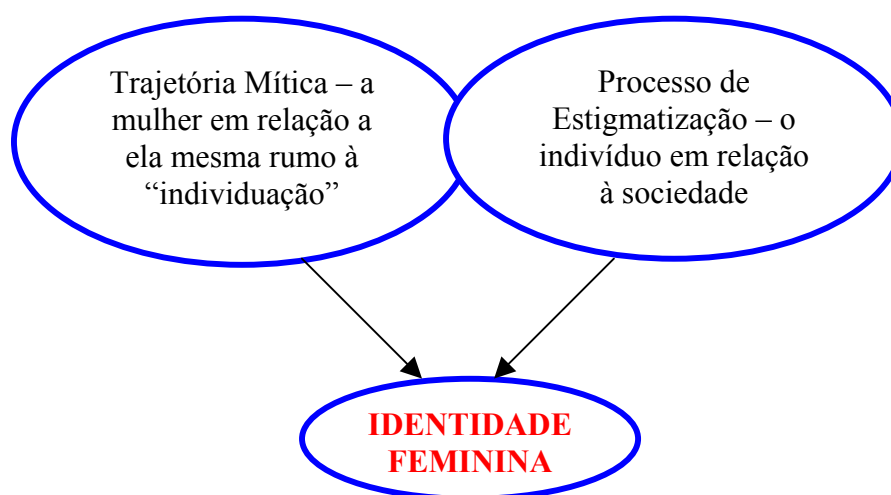 Trajetória Mítica – a
mulher em relação a
ela mesma rumo à
“individuação”
Processo de
Estigmatização – o
indivíduo em relação
à sociedade
IDENTIDADE
FEMININA